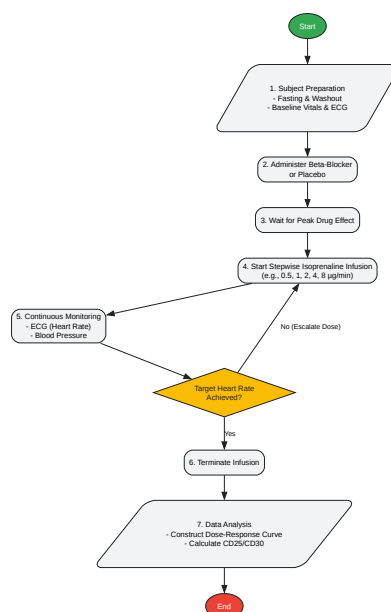 Start
1. Subject Preparation
- Fasting & Washout
- Baseline Vitals & ECG
2. Administer Beta-Blocker
or Placebo
3. Wait for Peak Drug Effect
4. Start Stepwise Isoprenaline Infusion
(e.g., 0.5, 1, 2, 4, 8 μg/min)
5. Continuous Monitoring
- ECG (Heart Rate)
- Blood Pressure
No (Escalate Dose)
Target Heart Rate
Achieved?
Yes
6. Terminate Infusion
7. Data Analysis
- Construct Dose-Response Curve
- Calculate CD25/CD30
End